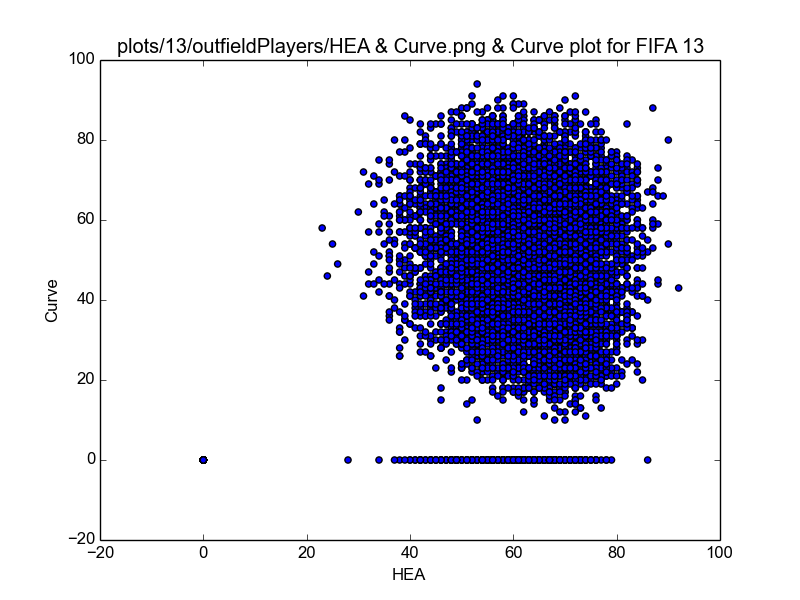 plots/13/outfieldPlayers/HEA & Curve.png & Curve plot for FIFA 13
100
80
60
40
20
0
−20
Curve
−20 0 20 40 60 80 100
HEA